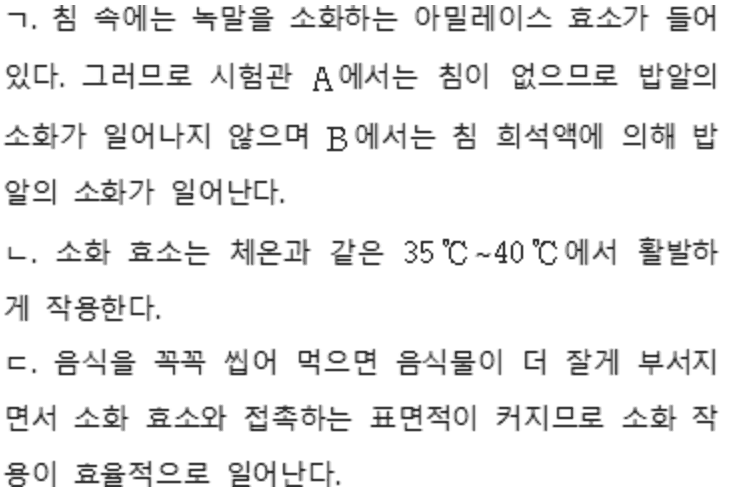 ㄱ. 침 속에는 녹말을 소화하는 아밀레이스 효소가 들어
있다. 그러므로 시험관 A에서는 침이 없으므로 밥알의
소화가 일어나지 않으며 B에서는 침 희석액에 의해 밥
알의 소화가 일어난다.
ㄴ. 소화 효소는 체온과 같은 35℃~40℃에서 활발하
게 작용한다.
ㄷ. 음식을 꼭꼭 씹어 먹으면 음식물이 더 잘게 부서지
면서 소화 효소와 접촉하는 표면적이 커지므로 소화 작
용이 효율적으로 일어난다.